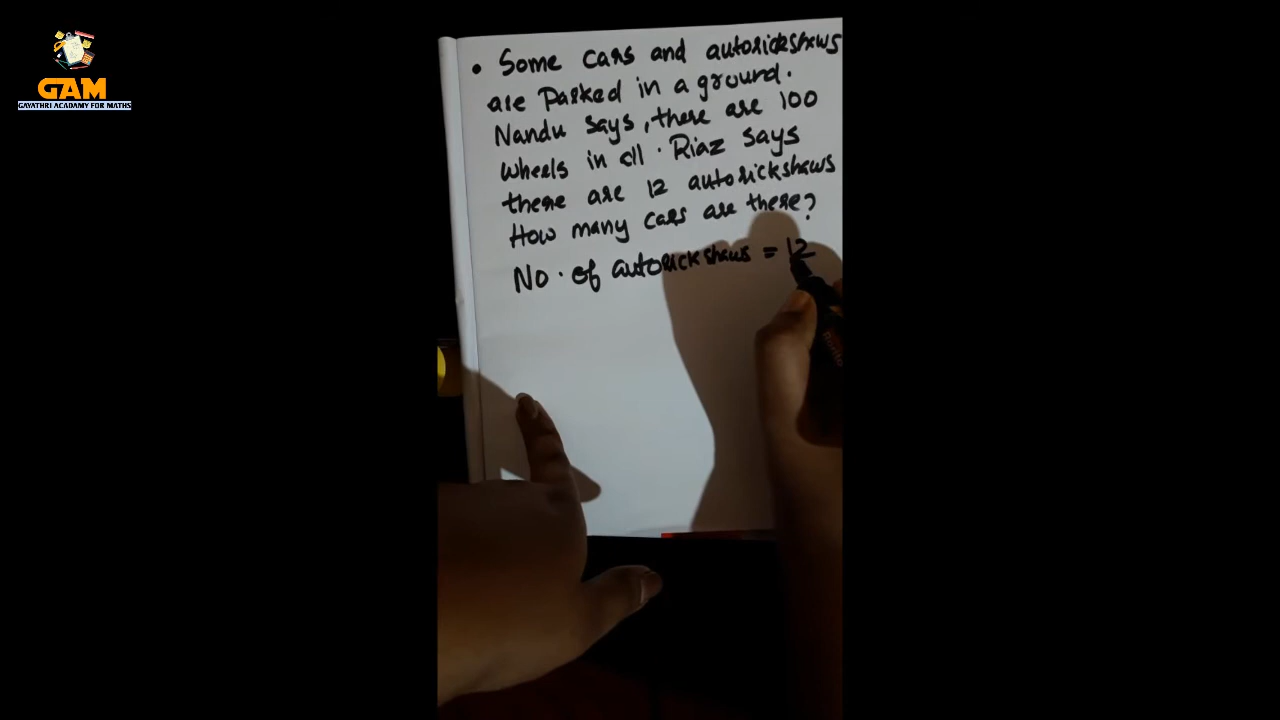 GAM
GAYATHRI ACADAMY FOR MATHS
• Some cars and autorickshaws
are parked in a ground.
Nandu says, there are 100
wheels in all. Riaz says
there are 12 autorickshaws
How many cars are there?
No. of autorickshaws = 12